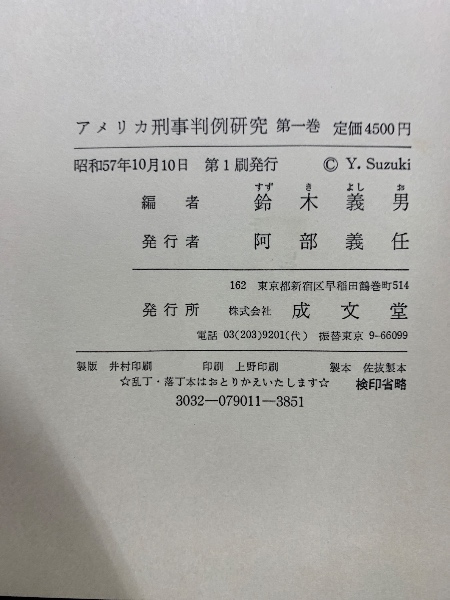 アメリカ刑事判例研究 第一巻 定価4500円
昭和57年10月10日 第1刷発行 © Y. Suzuki
すず き よし お
編者 鈴木義男
発行者 阿部義任
162 東京都新宿区早稲田鶴巻町514
発行所 株式会社 成文堂
電話 03(203)9201(代) 振替東京 9-66099
製版 井村印刷 印刷 上野印刷 製本 佐抜製本
☆乱丁・落丁本はおとりかえいたします☆ 検印省略
3032—079011—3851